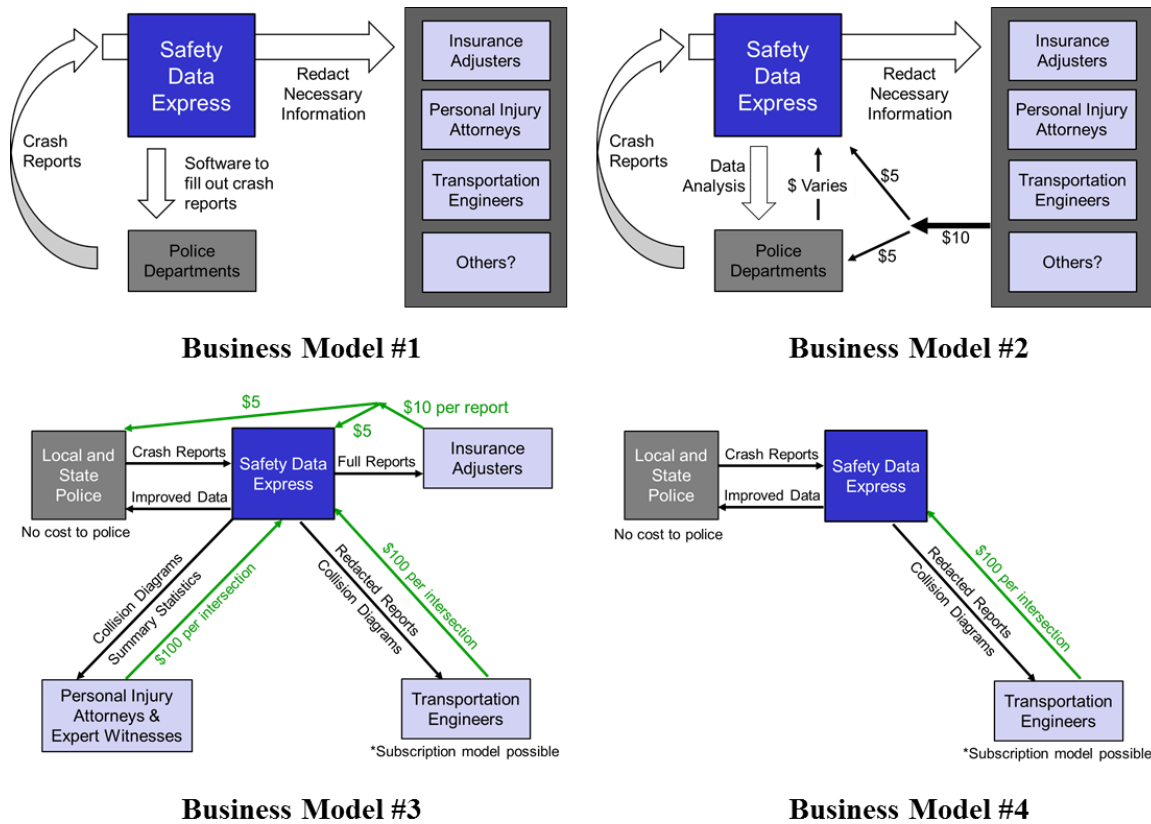 Safety
Data
Express
Redact
Necessary
Information
Crash
Reports
Software to
fill out crash
reports
Police
Departments
Insurance
Adjusters
Personal Injury
Attorneys
Transportation
Engineers
Others?
Business Model #1
Safety
Data
Express
Redact
Necessary
Information
Crash
Reports
Data
Analysis
$ Varies
$5
$10
$5
Police
Departments
Insurance
Adjusters
Personal Injury
Attorneys
Transportation
Engineers
Others?
Business Model #2
$5
$10 per report
$5
Local and
State
Police
Crash Reports
Improved Data
Safety Data
Express
Full Reports
Insurance
Adjusters
No cost to police
Collision Diagrams
Summary Statistics
$100 per intersection
$100 per intersection
Redacted Reports
Collision Diagrams
Personal Injury
Attorneys &
Expert Witnesses
Transportation
Engineers
*Subscription model possible
Business Model #3
Local and
State
Police
Crash Reports
Improved Data
Safety Data
Express
No cost to police
$100 per intersection
Redacted Reports
Collision Diagrams
Transportation
Engineers
*Subscription model possible
Business Model #4